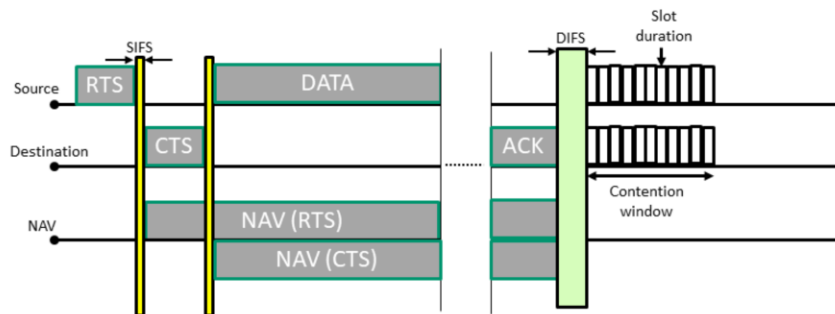 Slot
duration
SIFS
DIFS
RTS
DATA
Source
CTS
ACK
Destination
Contention
window
NAV (RTS)
NAV
NAV (CTS)